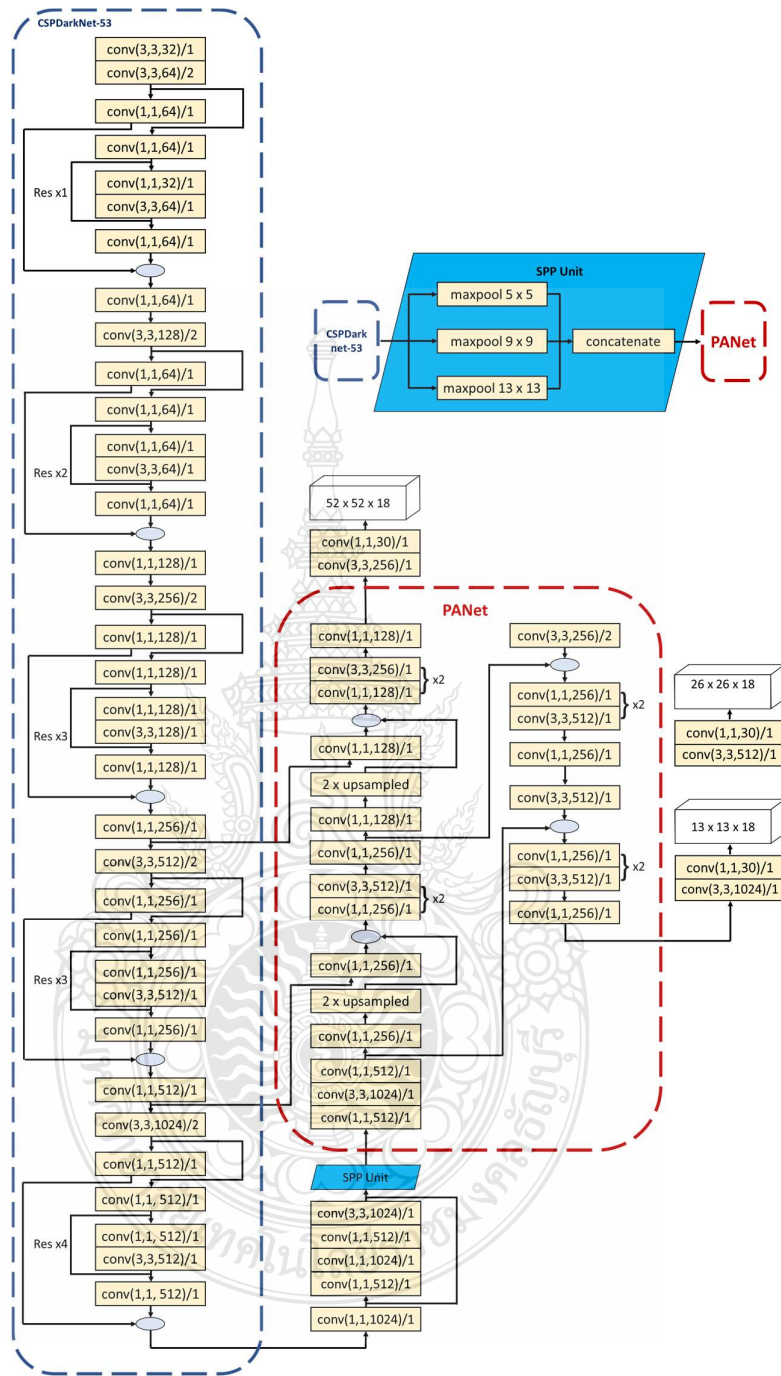 CSPDarkNet-53
conv(3,3,32)/1
conv(3,3,64)/2
conv(1,1,64)/1
conv(1,1,64)/1
Res x1
conv(1,1,32)/1
conv(3,3,64)/1
conv(1,1,64)/1
conv(1,1,64)/1
conv(3,3,128)/2
conv(1,1,64)/1
conv(1,1,64)/1
Res x2
conv(1,1,64)/1
conv(3,3,64)/1
conv(1,1,64)/1
conv(1,1,128)/1
conv(3,3,256)/2
conv(1,1,128)/1
conv(1,1,128)/1
Res x3
conv(1,1,128)/1
conv(3,3,128)/1
conv(1,1,128)/1
conv(1,1,256)/1
conv(3,3,512)/2
conv(1,1,256)/1
conv(1,1,256)/1
Res x3
conv(1,1,256)/1
conv(3,3,512)/1
conv(1,1,256)/1
conv(1,1,512)/1
conv(3,3,1024)/2
conv(1,1,512)/1
conv(1,1, 512)/1
Res x4
conv(1,1, 512)/1
conv(3,3,512)/1
conv(1,1, 512)/1
SPP Unit
CSPDark
net-53
maxpool 5 x 5
maxpool 9 x 9
maxpool 13 x 13
concatenate
PANet
52 x 52 x 18
conv(1,1,30)/1
conv(3,3,256)/1
PANet
conv(1,1,128)/1
conv(3,3,256)/1
conv(1,1,128)/1
x2
conv(1,1,128)/1
2 x upsampled
conv(1,1,128)/1
conv(1,1,256)/1
conv(3,3,512)/1
conv(1,1,256)/1
x2
conv(1,1,256)/1
2 x upsampled
conv(1,1,256)/1
conv(1,1,512)/1
conv(3,3,1024)/1
conv(1,1,512)/1
SPP Unit
conv(3,3,1024)/1
conv(1,1,512)/1
conv(1,1,1024)/1
conv(1,1,512)/1
conv(1,1,1024)/1
conv(3,3,256)/2
conv(1,1,256)/1
conv(3,3,512)/1
x2
conv(1,1,256)/1
conv(3,3,512)/1
conv(1,1,256)/1
conv(3,3,512)/1
x2
conv(1,1,256)/1
26 x 26 x 18
conv(1,1,30)/1
conv(3,3,512)/1
13 x 13 x 18
conv(1,1,30)/1
conv(3,3,1024)/1